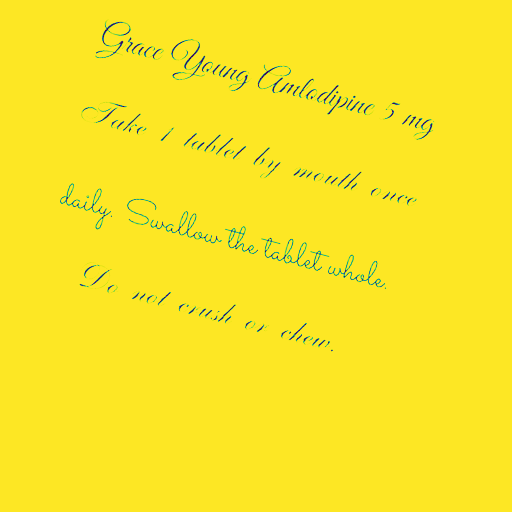 Grace Young Amlodipine 5 mg
Take 1 tablet by mouth once
daily. Swallow the tablet whole.
Do not crush or chew.